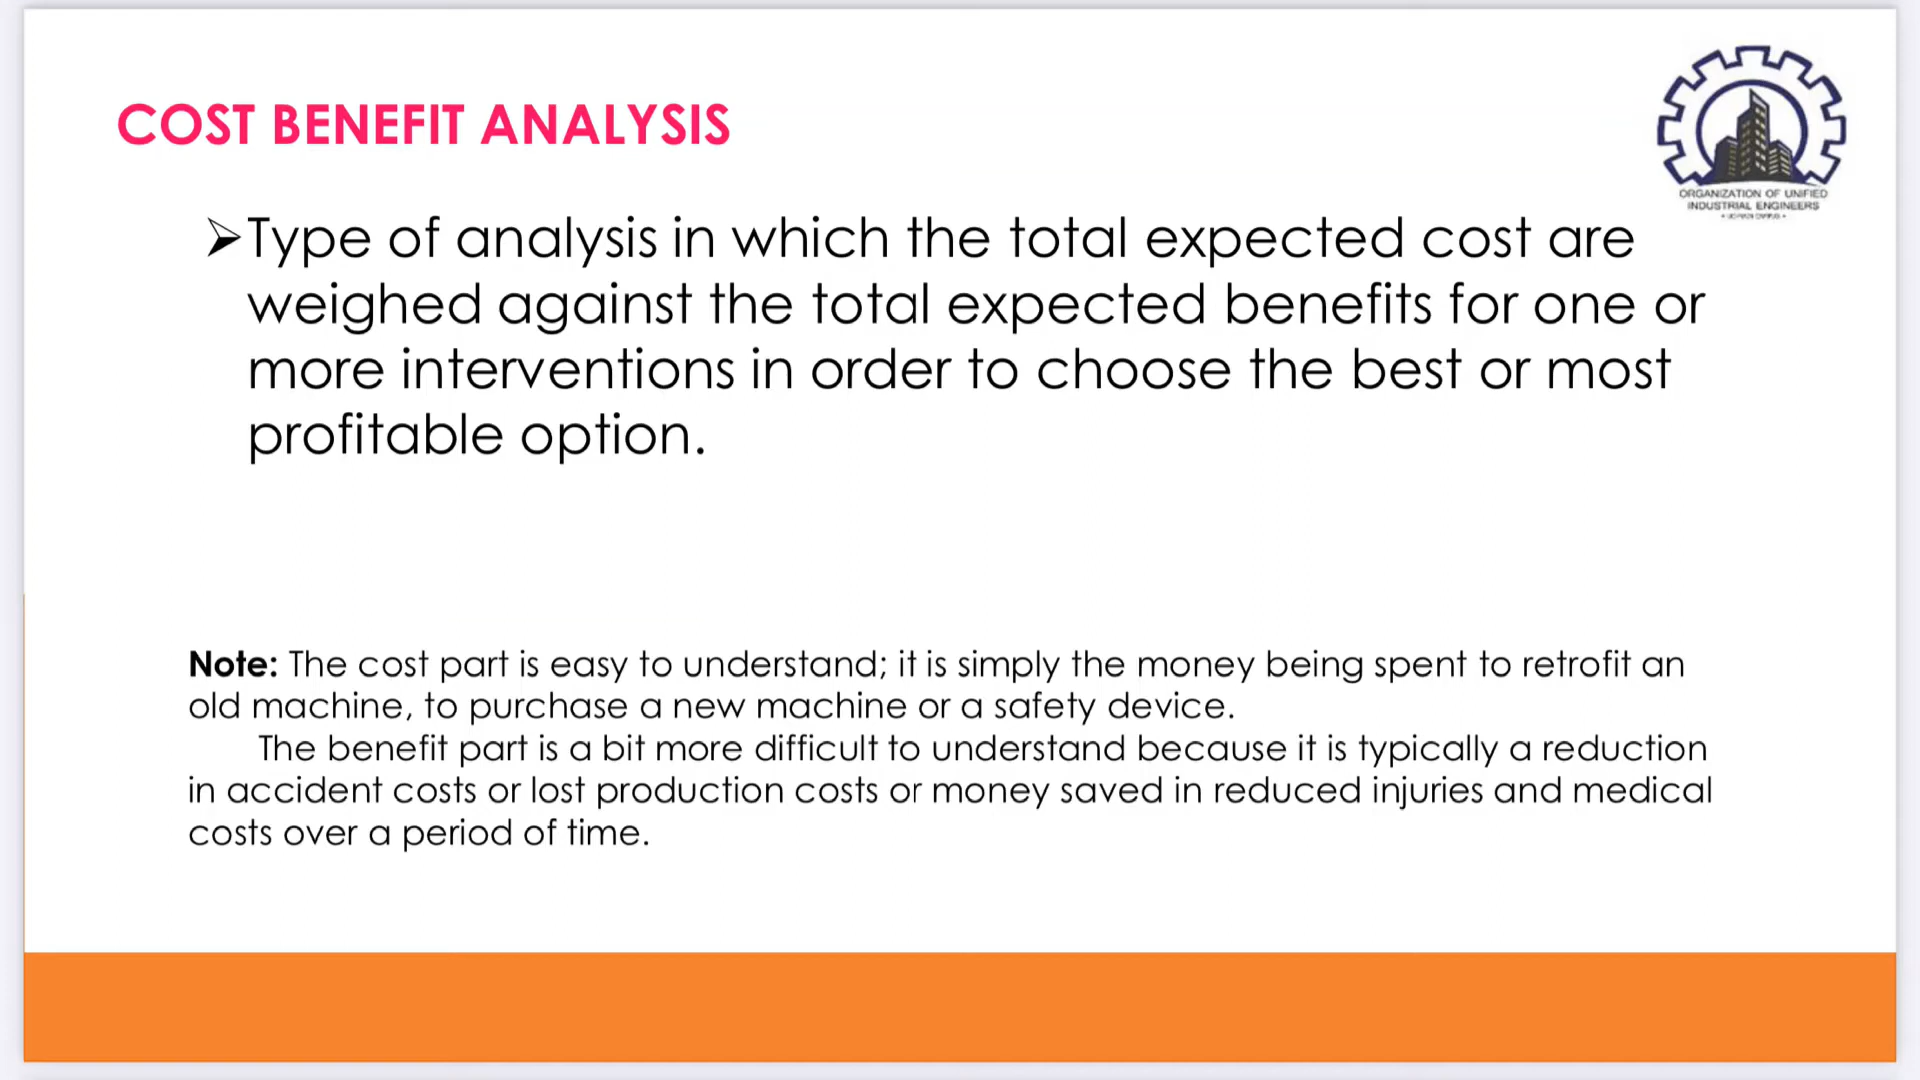 COST BENEFIT ANALYSIS
ORGANIZATION OF UNIFIED
INDUSTRIAL ENGINEERS
➢Type of analysis in which the total expected cost are
weighed against the total expected benefits for one or
more interventions in order to choose the best or most
profitable option.
Note: The cost part is easy to understand; it is simply the money being spent to retrofit an
old machine, to purchase a new machine or a safety device.
The benefit part is a bit more difficult to understand because it is typically a reduction
in accident costs or lost production costs or money saved in reduced injuries and medical
costs over a period of time.